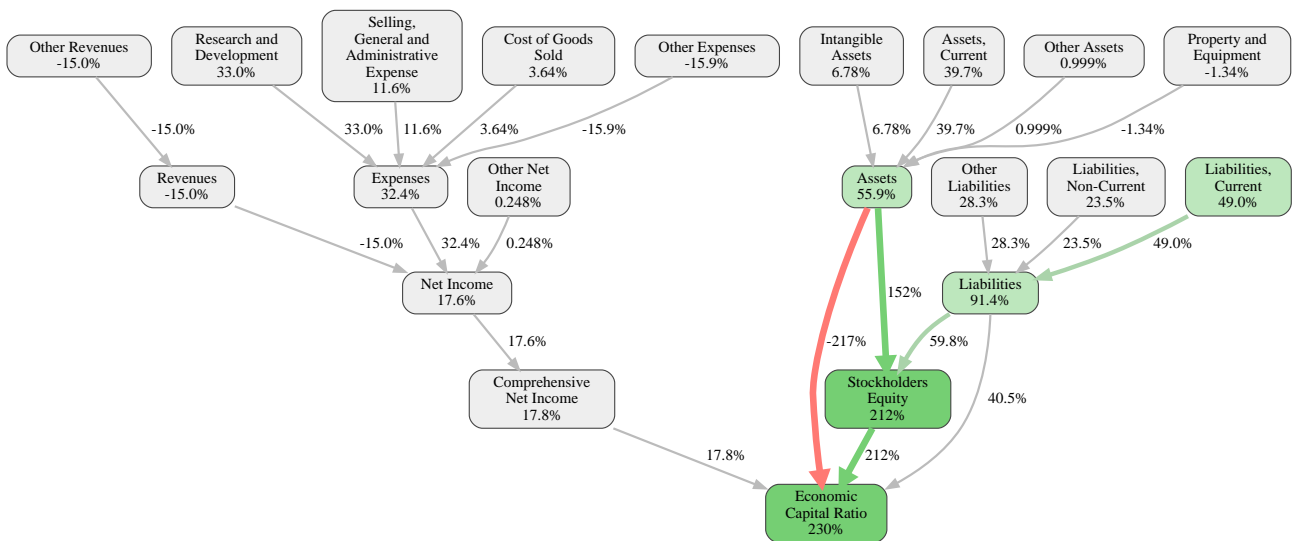 Other Revenues
-15.0%
Research and
Development
33.0%
Selling,
General and
Administrative
Expense
11.6%
Cost of Goods
Sold
3.64%
Other Expenses
-15.9%
Intangible
Assets
6.78%
Assets,
Current
39.7%
Other Assets
0.999%
Property and
Equipment
-1.34%
-15.0%
33.0%
11.6%
3.64%
-15.9%
6.78%
39.7%
0.999%
-1.34%
Revenues
-15.0%
Expenses
32.4%
Other Net
Income
0.248%
Assets
55.9%
Other
Liabilities
28.3%
Liabilities,
Non-Current
23.5%
Liabilities,
Current
49.0%
-15.0%
32.4%
0.248%
28.3%
23.5%
49.0%
Net Income
17.6%
152%
Liabilities
91.4%
17.6%
-217%
59.8%
Comprehensive
Net Income
17.8%
Stockholders
Equity
212%
40.5%
17.8%
212%
Economic
Capital Ratio
230%